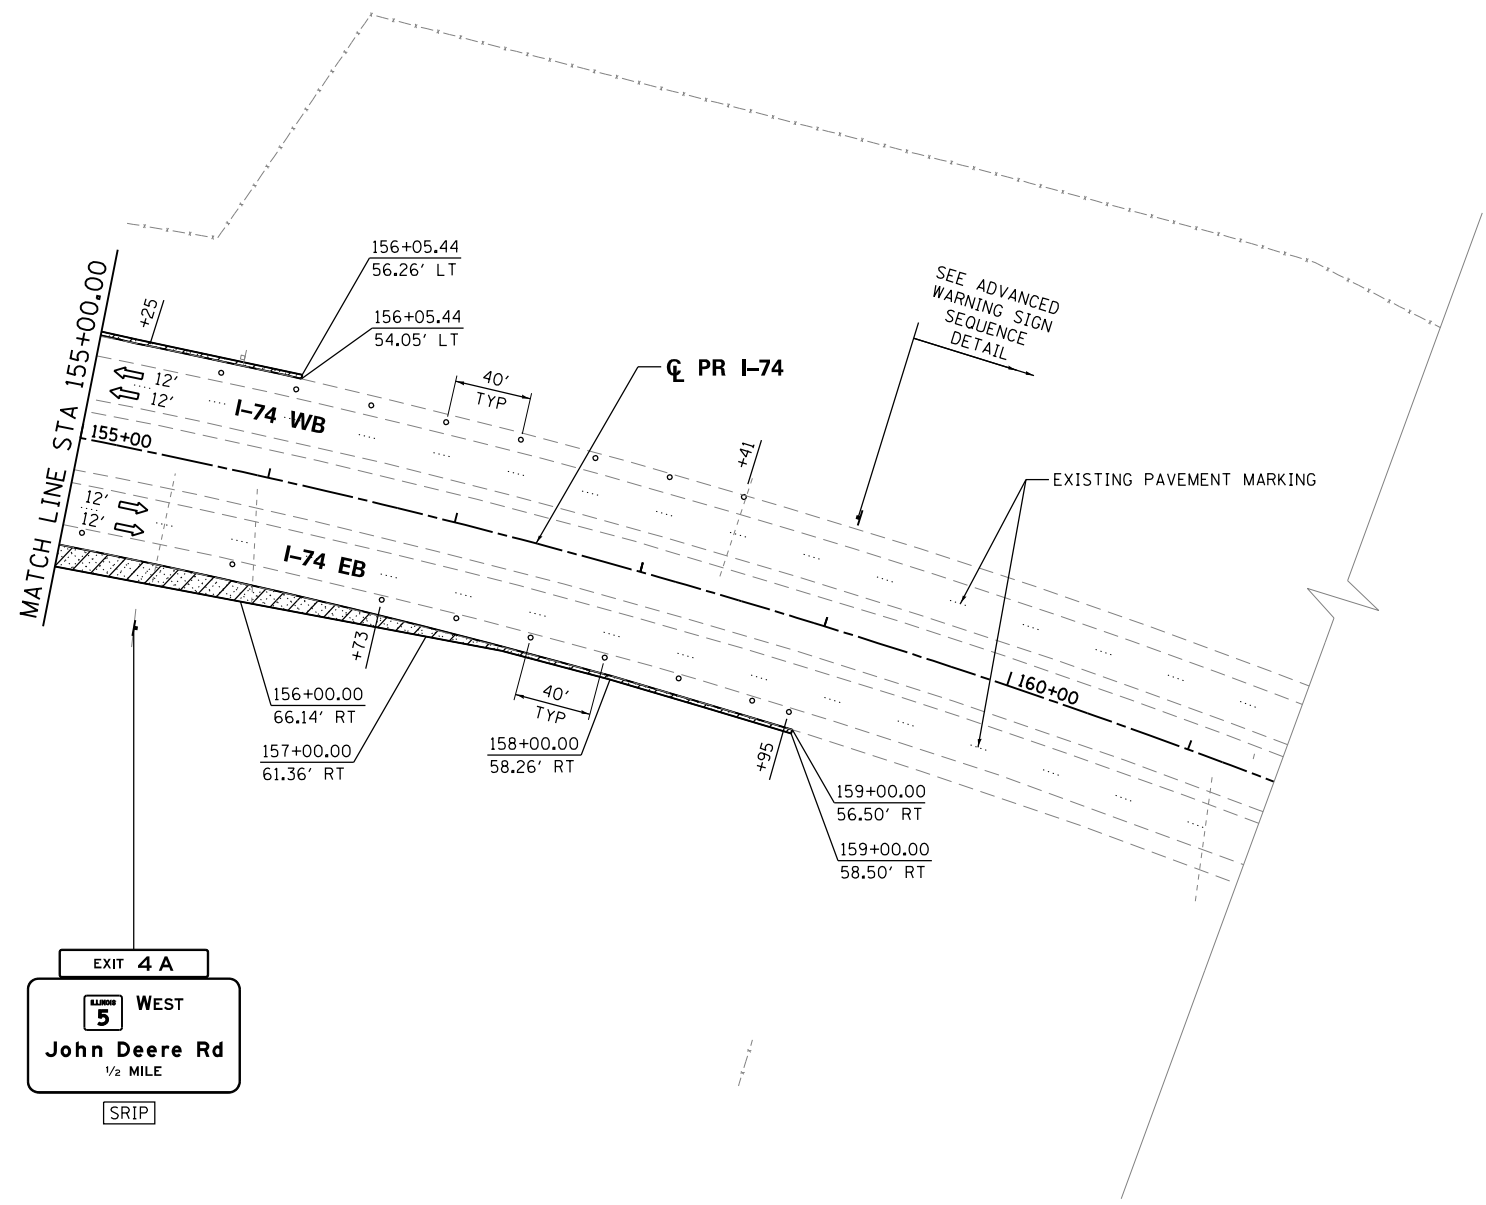 156+05.44
56.26' LT
156+05.44
54.05' LT
MATCH LINE STA 155+00.00
+25
SEE ADVANCED
WARNING SIGN
SEQUENCE
DETAIL
℄ PR I-74
12'
12'
40'
TYP
I-74 WB
155+00
+41
EXISTING PAVEMENT MARKING
12'
12'
I-74 EB
+73
156+00.00
66.14' RT
40'
TYP
160+00
157+00.00
61.36' RT
158+00.00
58.26' RT
+95
159+00.00
56.50' RT
159+00.00
58.50' RT
EXIT 4 A
ILLINOIS
5 WEST
John Deere Rd
1/2 MILE
SRIP